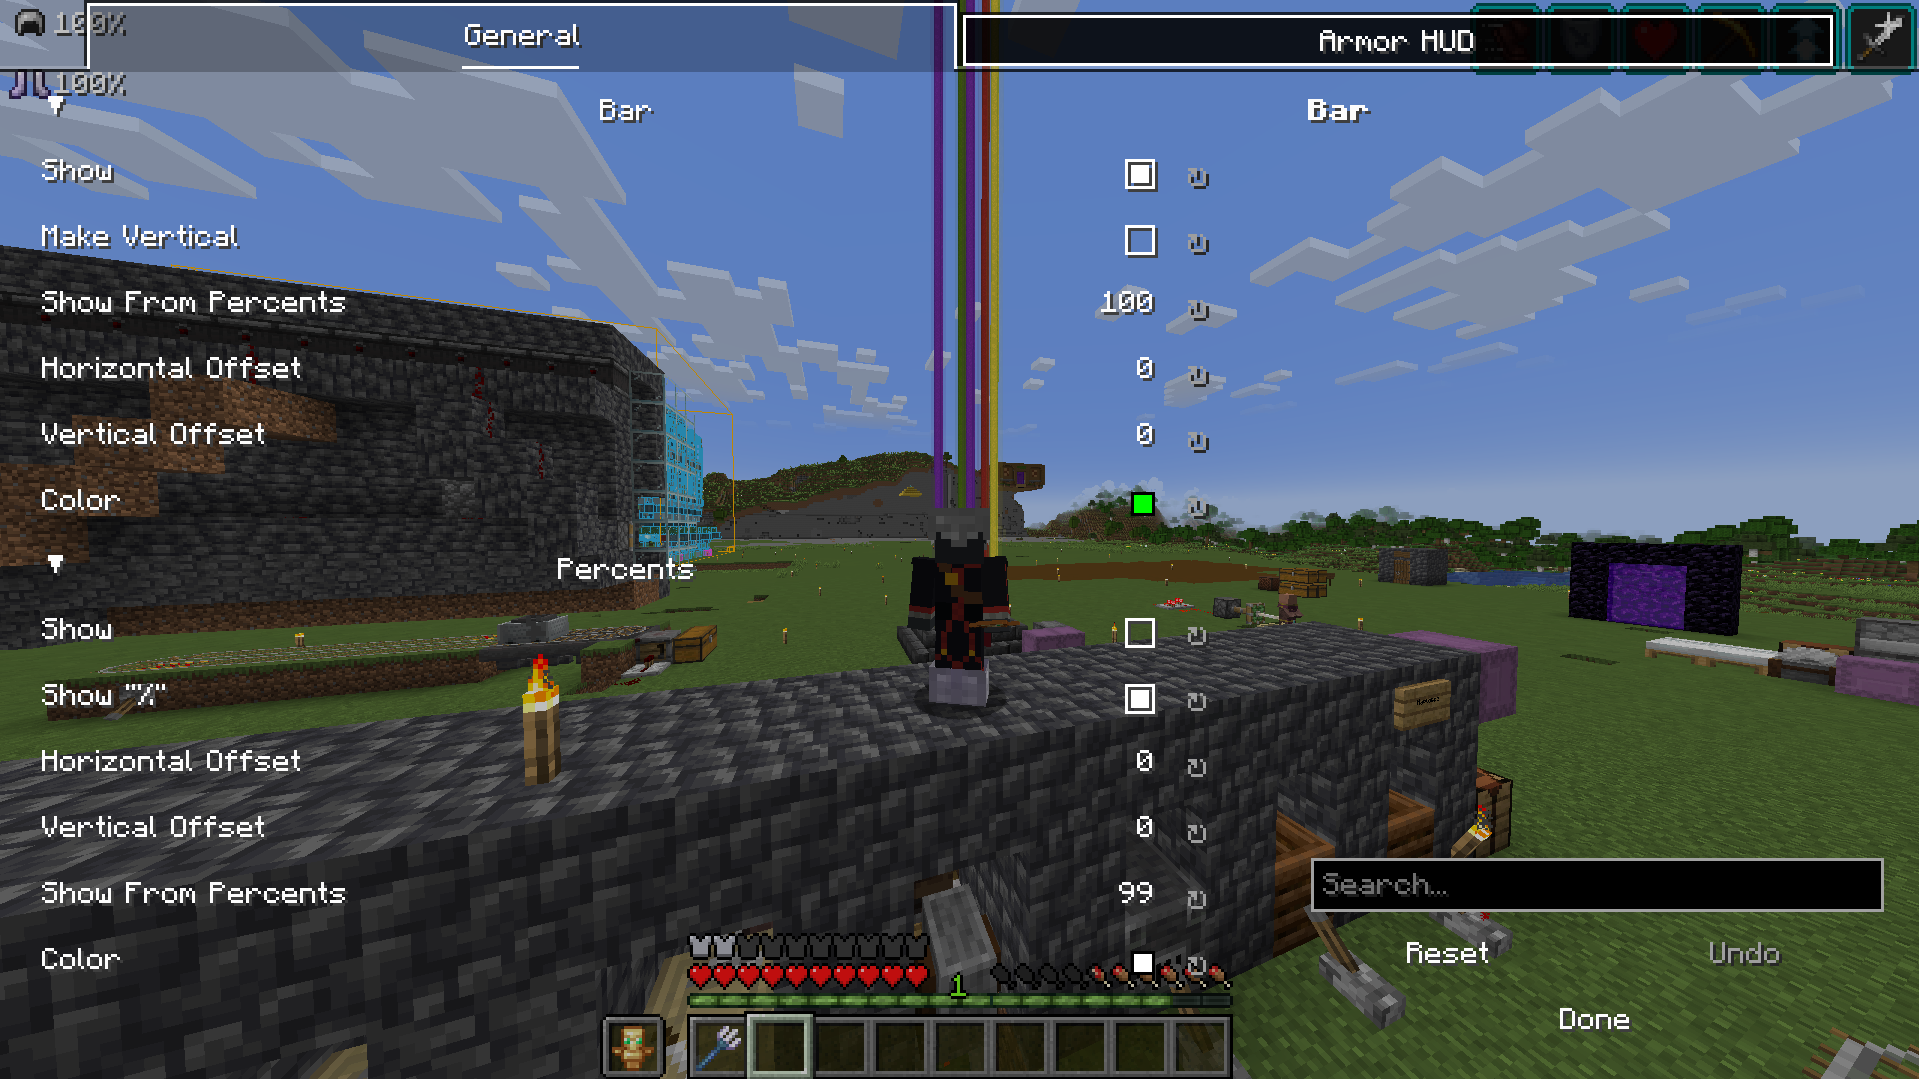 100%
General
Armor HUD
100%
Bar
Bar
Show
Make Vertical
Show From Percents
100
Horizontal Offset
0
Vertical Offset
0
Color
Percents
Show
Show "%"
Horizontal Offset
0
Vertical Offset
0
Show From Percents
99
Search...
Color
Reset
Undo
1
Done